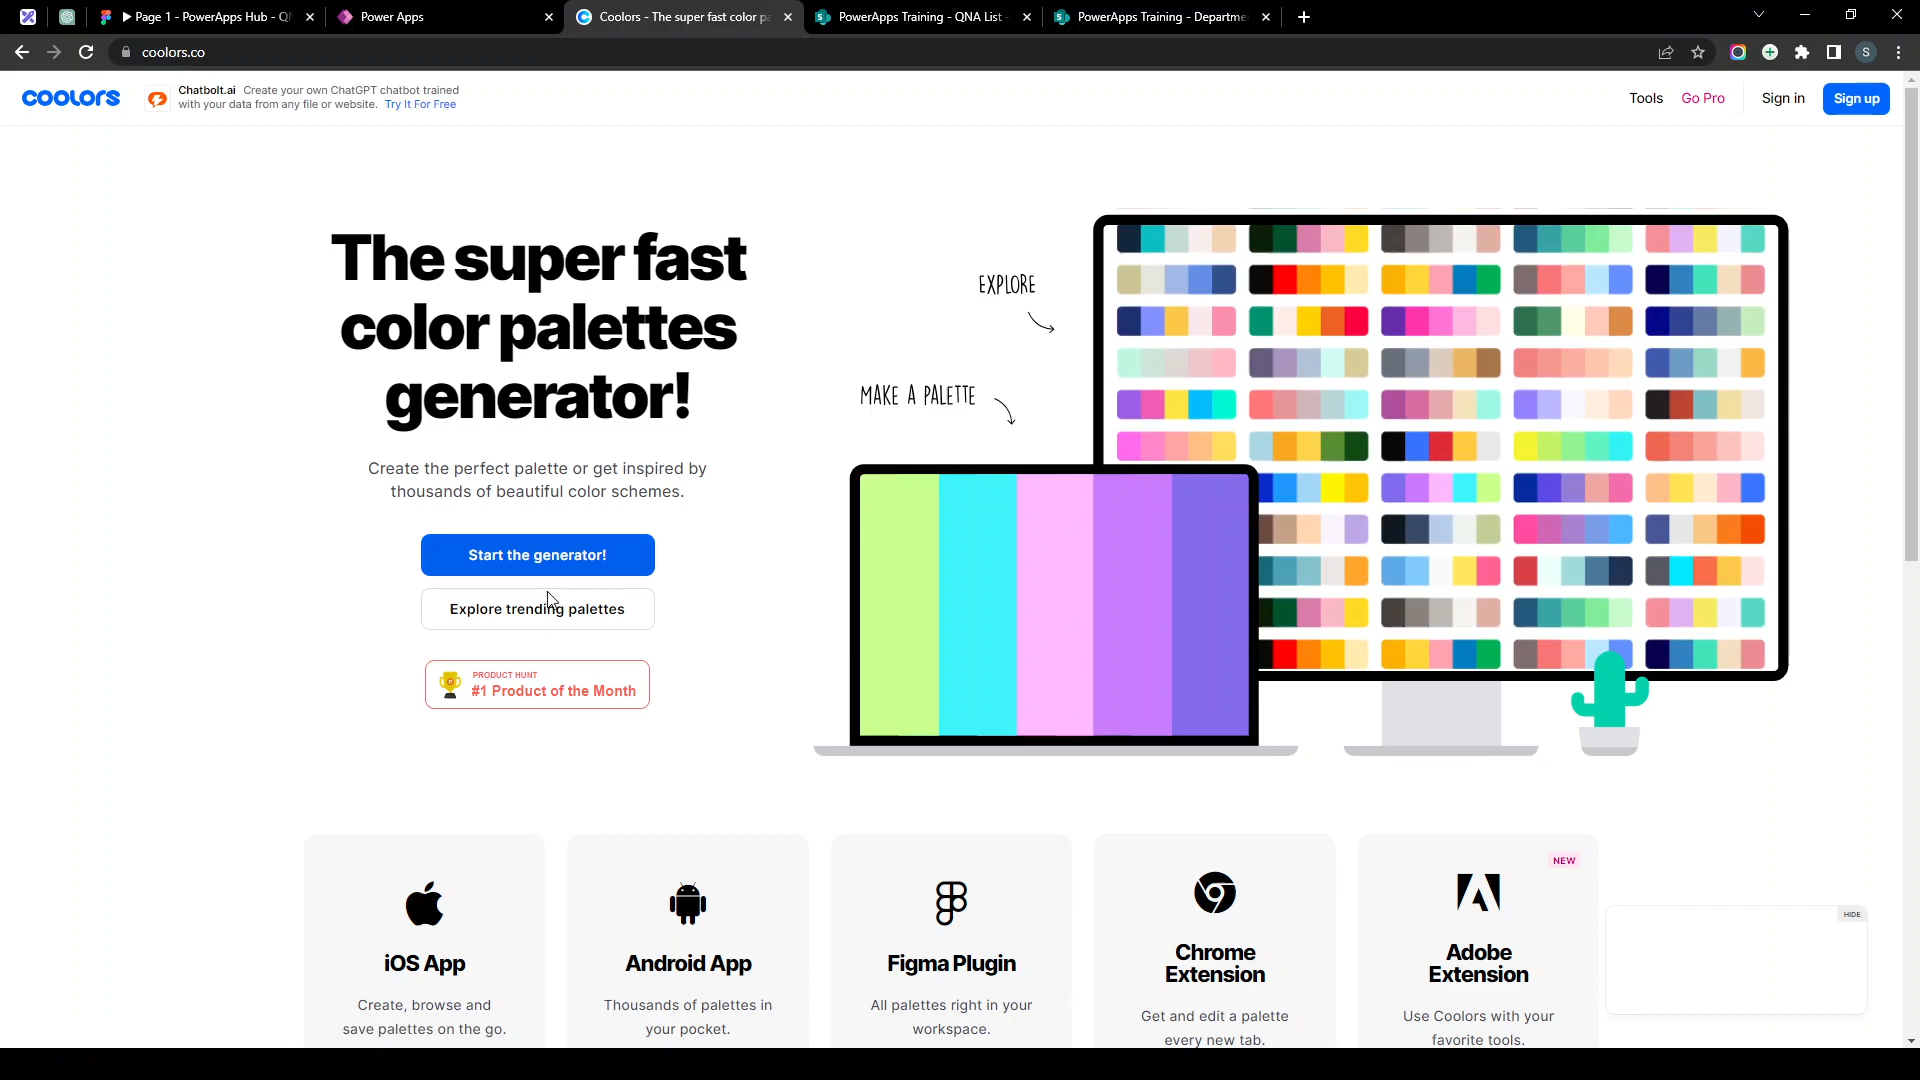 Page 1 - PowerApps Hub - QN
Power Apps
Coolors - The super fast color p
PowerApps Training - QNA List -
PowerApps Training - Departme
coolors.co
S
coolors
Chatbolt.ai Create your own ChatGPT chatbot trained
with your data from any file or website. Try It For Free
Tools
Go Pro
Sign in
Sign up
The super fast
color palettes
generator!
Create the perfect palette or get inspired by
thousands of beautiful color schemes.
Start the generator!
Explore trending palettes
PRODUCT HUNT
#1 Product of the Month
EXPLORE
MAKE A PALETTE
iOS App
Create, browse and
save palettes on the go.
Android App
Thousands of palettes in
your pocket.
Figma Plugin
All palettes right in your
workspace.
Chrome
Extension
Get and edit a palette
every new tab.
NEW
Adobe
Extension
Use Coolors with your
favorite tools.
HIDE